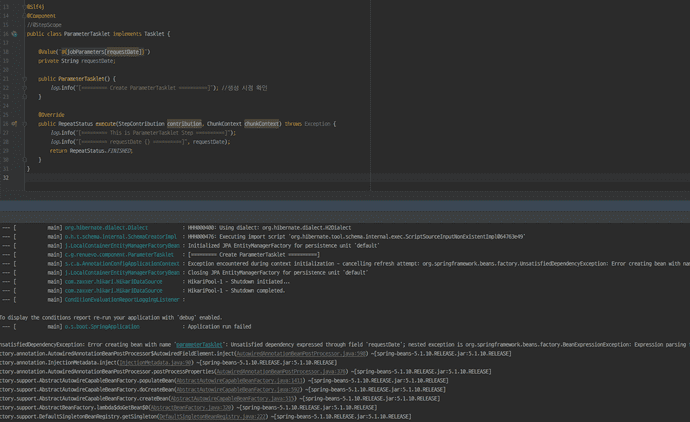 13 @Slf4j
14 @Component
15 //@StepScope
16 public class ParameterTasklet implements Tasklet {
17
18 @Value("#{jobParameters[requestDate]}")
19 private String requestDate;
20
21 public ParameterTasklet() {
22 log.info("[========= Create ParameterTasklet =========]"); //생성 시점 확인
23 }
24
25 @Override
26 public RepeatStatus execute(StepContribution contribution, ChunkContext chunkContext) throws Exception {
27 log.info("[========= This is ParameterTasklet Step =========]");
28 log.info("[========= requestDate {} =========]", requestDate);
29 return RepeatStatus.FINISHED;
30 }
31 }
32
--- [ main] org.hibernate.dialect.Dialect : HHH000400: Using dialect: org.hibernate.dialect.H2Dialect
--- [ main] o.h.t.schema.internal.SchemaCreatorImpl : HHH000476: Executing import script 'org.hibernate.tool.schema.internal.exec.ScriptSourceInputNonExistentImpl@64763e49'
--- [ main] j.LocalContainerEntityManagerFactoryBean : Initialized JPA EntityManagerFactory for persistence unit 'default'
--- [ main] : [========= Create ParameterTasklet =========]
--- [ main] s.c.a.AnnotationConfigApplicationContext : Exception encountered during context initialization - cancelling refresh attempt: org.springframework.beans.factory.UnsatisfiedDependencyException: Error creating bean with nam
--- [ main] j.LocalContainerEntityManagerFactoryBean : Closing JPA EntityManagerFactory for persistence unit 'default'
--- [ main] com.zaxxer.hikari.HikariDataSource : HikariPool-1 - Shutdown initiated...
--- [ main] com.zaxxer.hikari.HikariDataSource : HikariPool-1 - Shutdown completed.
--- [ main] ConditionEvaluationReportLoggingListener :
To display the conditions report re-run your application with 'debug' enabled.
--- [ main] o.s.boot.SpringApplication : Application run failed
nsatisfiedDependencyException: Error creating bean with name 'parameterTasklet': Unsatisfied dependency expressed through field 'requestDate'; nested exception is org.springframework.beans.factory.BeanExpressionException: Expression parsing
ctory.annotation.AutowiredAnnotationBeanPostProcessor$AutowiredFieldElement.inject(AutowiredAnnotationBeanPostProcessor.java:598) ~[spring-beans-5.1.10.RELEASE.jar:5.1.10.RELEASE]
ctory.annotation.InjectionMetadata.inject(InjectionMetadata.java:90) ~[spring-beans-5.1.10.RELEASE.jar:5.1.10.RELEASE]
ctory.annotation.AutowiredAnnotationBeanPostProcessor.postProcessProperties(AutowiredAnnotationBeanPostProcessor.java:376) ~[spring-beans-5.1.10.RELEASE.jar:5.1.10.RELEASE]
ctory.support.AbstractAutowireCapableBeanFactory.populateBean(AbstractAutowireCapableBeanFactory.java:1411) ~[spring-beans-5.1.10.RELEASE.jar:5.1.10.RELEASE]
ctory.support.AbstractAutowireCapableBeanFactory.doCreateBean(AbstractAutowireCapableBeanFactory.java:592) ~[spring-beans-5.1.10.RELEASE.jar:5.1.10.RELEASE]
ctory.support.AbstractAutowireCapableBeanFactory.createBean(AbstractAutowireCapableBeanFactory.java:515) ~[spring-beans-5.1.10.RELEASE.jar:5.1.10.RELEASE]
ctory.support.AbstractBeanFactory.lambda$doGetBean$0(AbstractBeanFactory.java:320) ~[spring-beans-5.1.10.RELEASE.jar:5.1.10.RELEASE]
ctory.support.DefaultSingletonBeanRegistry.getSingleton(DefaultSingletonBeanRegistry.java:222) ~[spring-beans-5.1.10.RELEASE.jar:5.1.10.RELEASE]